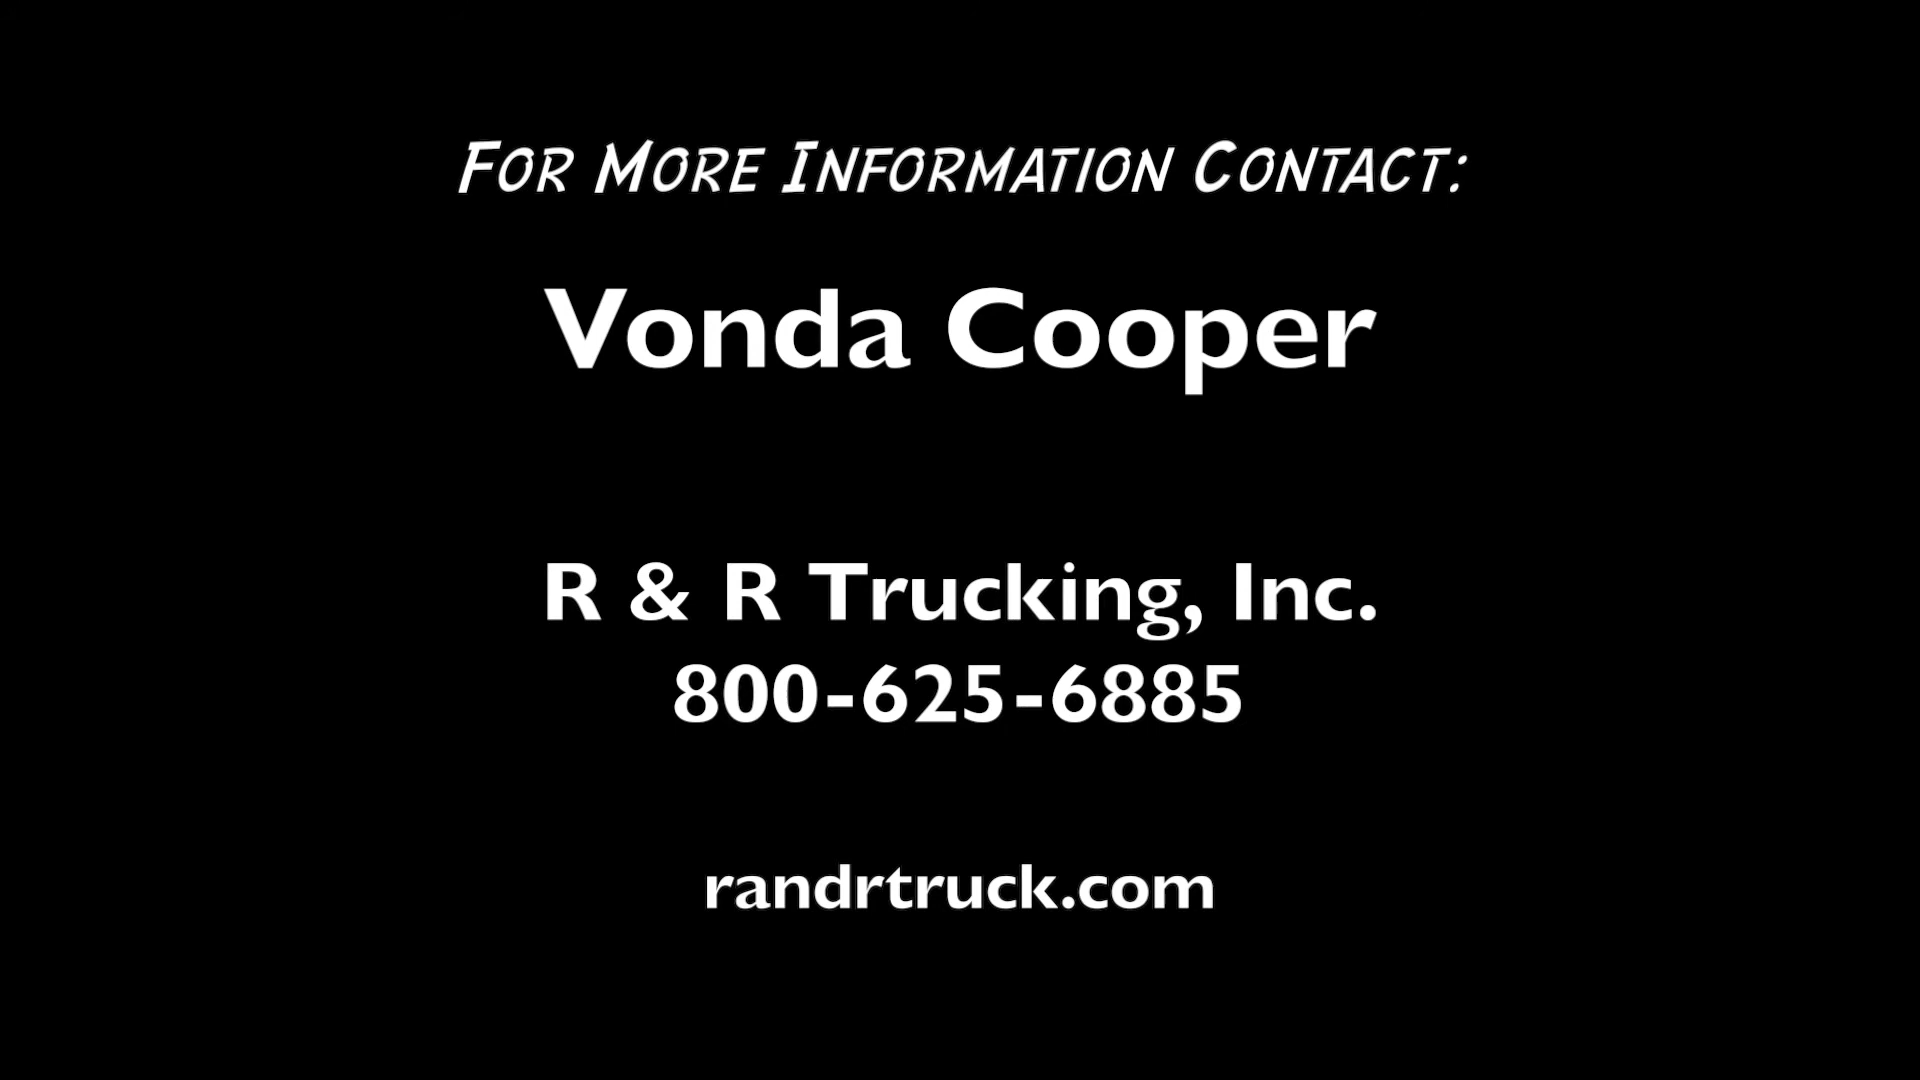 For More Information Contact:
Vonda Cooper
R & R Trucking, Inc.
800-625-6885
randrtruck.com